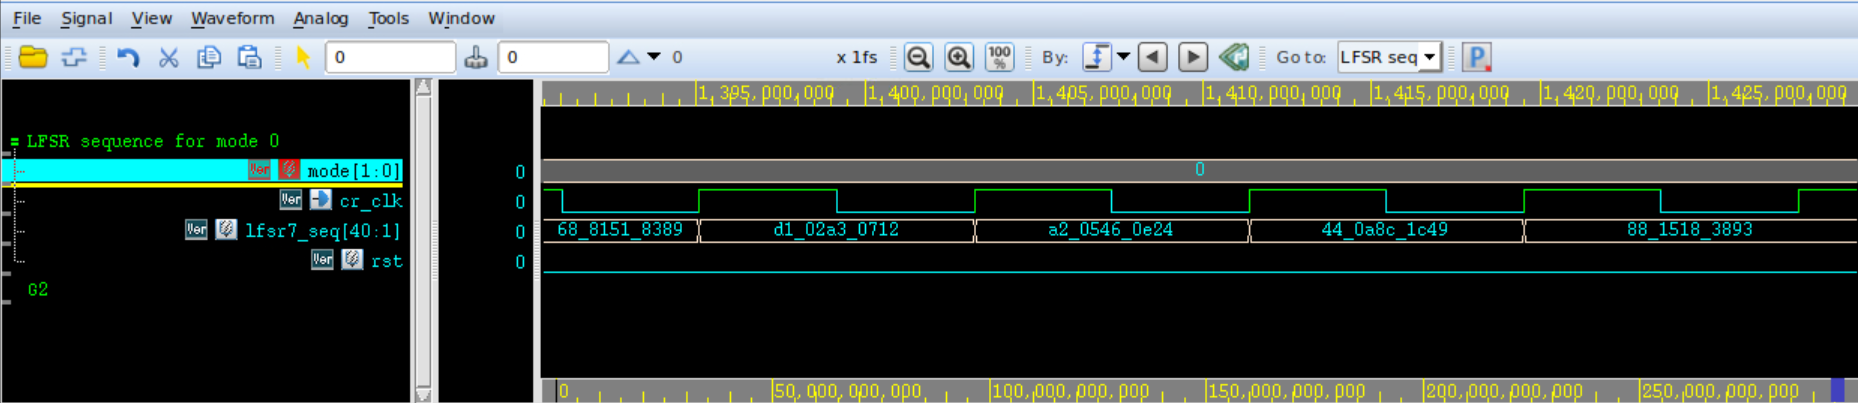 File Signal View Waveform Analog Tools Window
0 0 0 x 1fs 100 % By: Go to: LFSR seq P
1,395,000,000 1,400,000,000 1,405,000,000 1,410,000,000 1,415,000,000 1,420,000,000 1,425,000,000
LFSR sequence for mode 0
Ver mode[1:0] 0 0
Ver cr_clk 0
Ver lfsr7_seq[40:1] 0 68_8151_8389 d1_02a3_0712 a2_0546_0e24 44_0a8c_1c49 88_1518_3893
Ver rst 0
G2
0 50,000,000,000 100,000,000,000 150,000,000,000 200,000,000,000 250,000,000,000